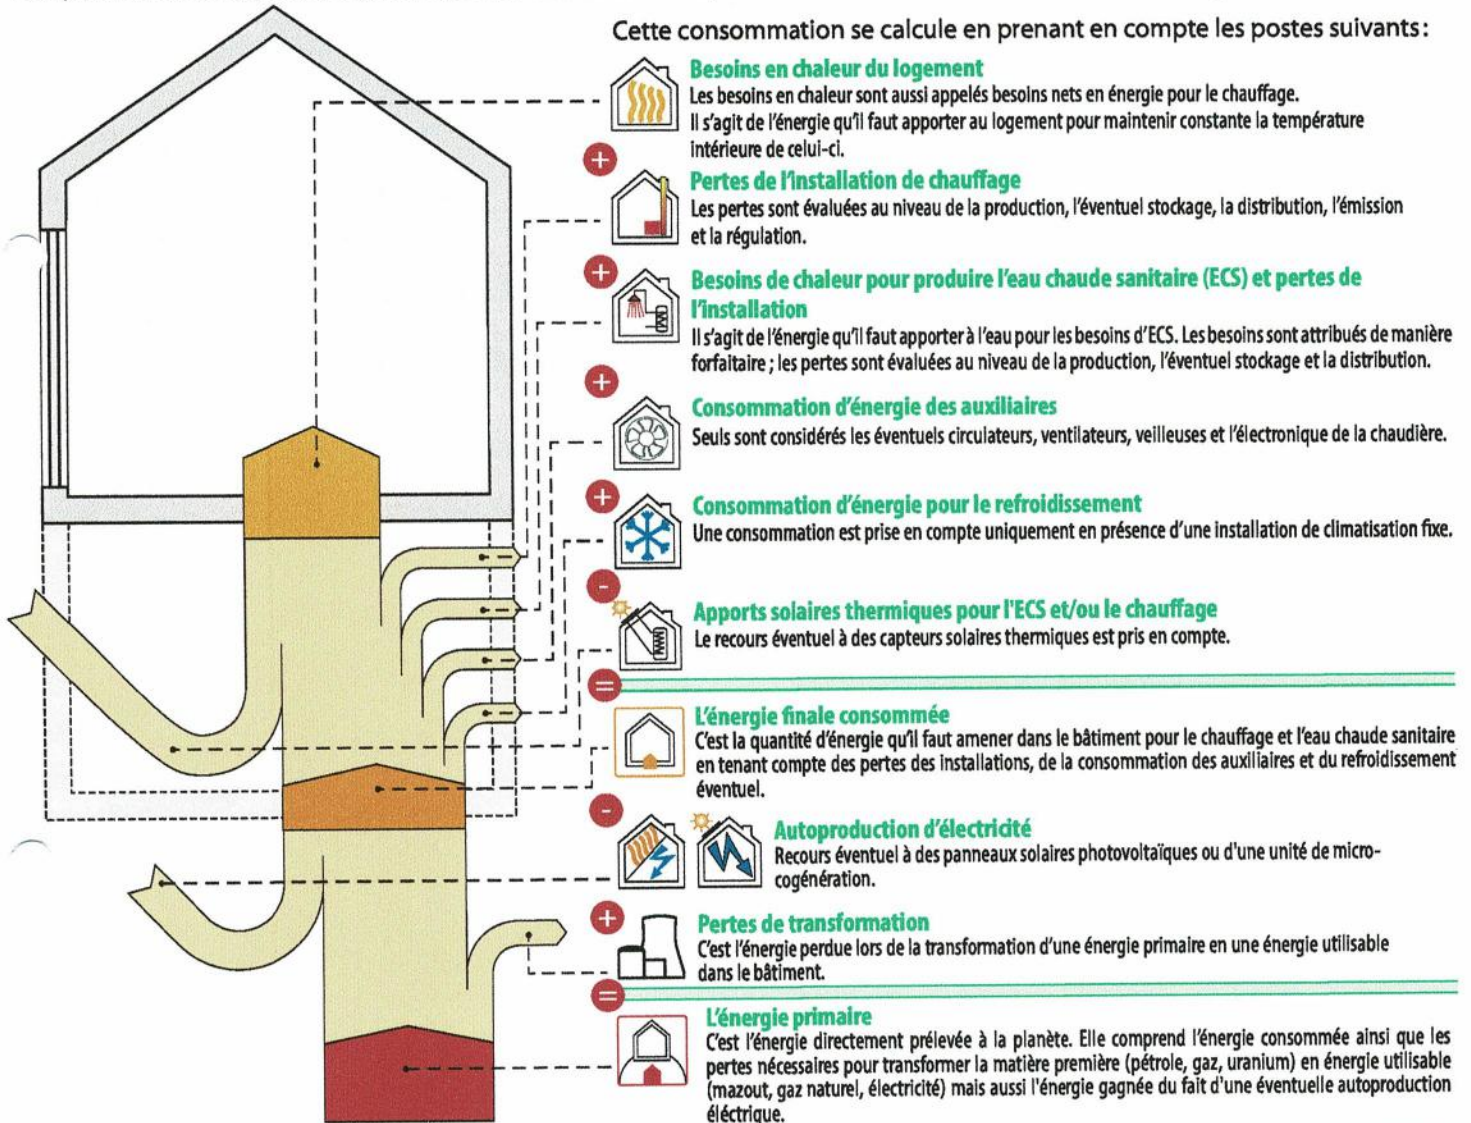 Cette consommation se calcule en prenant en compte les postes suivants :
Besoins en chaleur du logement
Les besoins en chaleur sont aussi appelés besoins nets en énergie pour le chauffage.
Il s'agit de l'énergie qu'il faut apporter au logement pour maintenir constante la température
intérieure de celui-ci.
+
Pertes de l'installation de chauffage
Les pertes sont évaluées au niveau de la production, l'éventuel stockage, la distribution, l'émission
et la régulation.
+
Besoins de chaleur pour produire l'eau chaude sanitaire (ECS) et pertes de
l'installation
Il s'agit de l'énergie qu'il faut apporter à l'eau pour les besoins d'ECS. Les besoins sont attribués de manière
forfaitaire ; les pertes sont évaluées au niveau de la production, l'éventuel stockage et la distribution.
+
Consommation d'énergie des auxiliaires
Seuls sont considérés les éventuels circulateurs, ventilateurs, veilleuses et l'électronique de la chaudière.
+
Consommation d'énergie pour le refroidissement
Une consommation est prise en compte uniquement en présence d'une installation de climatisation fixe.
-
Apports solaires thermiques pour l'ECS et/ou le chauffage
Le recours éventuel à des capteurs solaires thermiques est pris en compte.
=
L'énergie finale consommée
C'est la quantité d'énergie qu'il faut amener dans le bâtiment pour le chauffage et l'eau chaude sanitaire
en tenant compte des pertes des installations, de la consommation des auxiliaires et du refroidissement
éventuel.
-
Autoproduction d'électricité
Recours éventuel à des panneaux solaires photovoltaïques ou d'une unité de micro-
cogénération.
+
Pertes de transformation
C'est l'énergie perdue lors de la transformation d'une énergie primaire en une énergie utilisable
dans le bâtiment.
=
L'énergie primaire
C'est l'énergie directement prélevée à la planète. Elle comprend l'énergie consommée ainsi que les
pertes nécessaires pour transformer la matière première (pétrole, gaz, uranium) en énergie utilisable
(mazout, gaz naturel, électricité) mais aussi l'énergie gagnée du fait d'une éventuelle autoproduction
éléctrique.